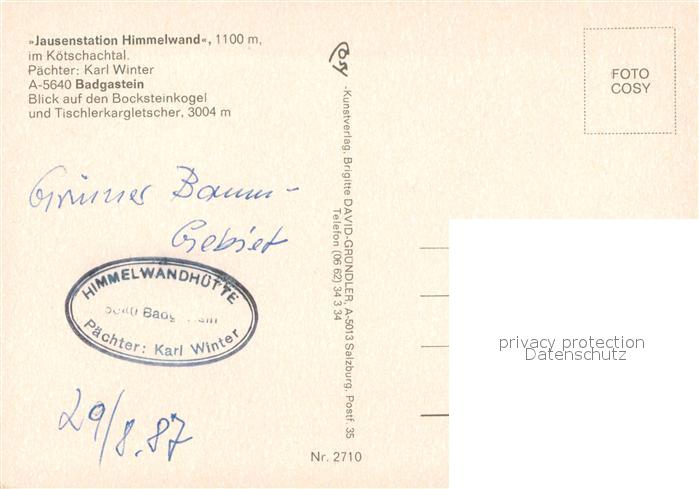 »Jausenstation Himmelwand«, 1100 m,
im Kötschachtal.
Pächter: Karl Winter
A-5640 Badgastein
Blick auf den Bocksteinkogel
und Tischlerkargletscher, 3004 m
Grüner Baum-
Gebiet
HIMMELWANDHÜTTE
5640 Badg
Pächter: Karl Winter
29/8.87
Cosy
-Kunstverlag, Brigitte DAVID-GRÜNDLER, A-5013 Salzburg, Postf. 35
Telefon (06 62) 34 3 34
Nr. 2710
FOTO
COSY
privacy protection
Datenschutz